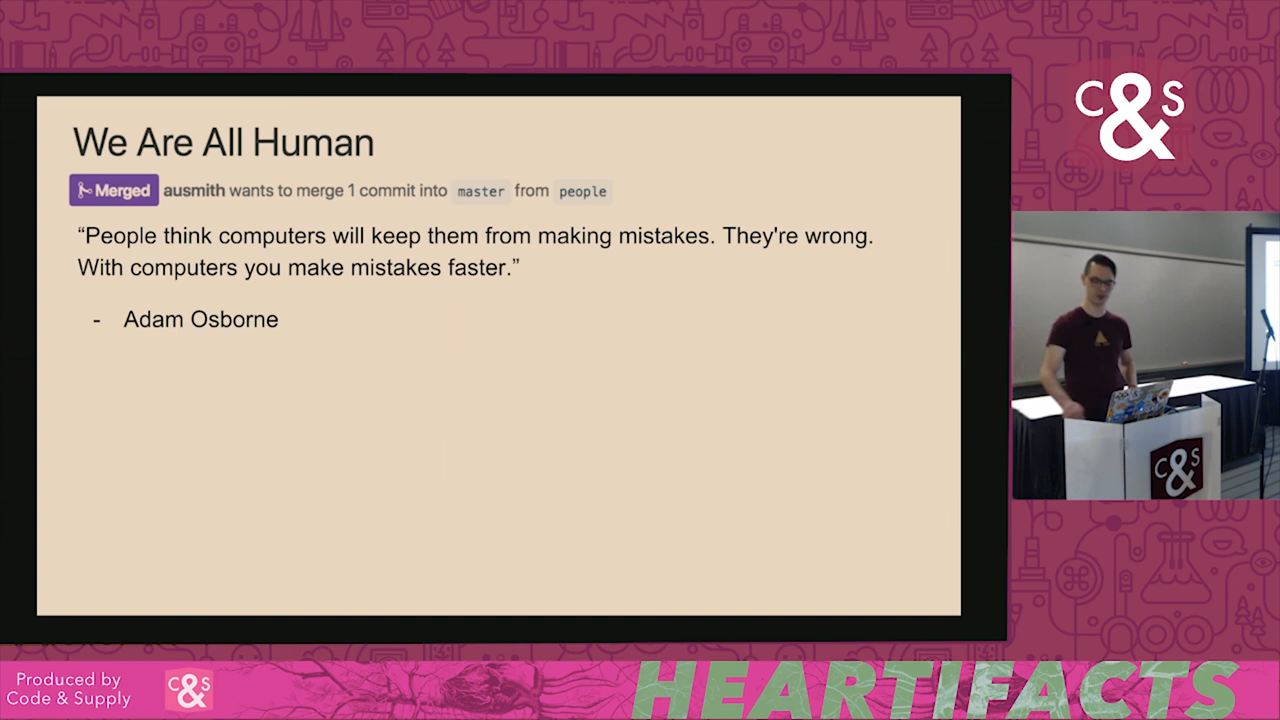 We Are All Human
Merged ausmith wants to merge 1 commit into master from people
“People think computers will keep them from making mistakes. They're wrong.
With computers you make mistakes faster.”
- Adam Osborne
C&S
C&S
Produced by
Code & Supply
C&S
HEARTIFACTS